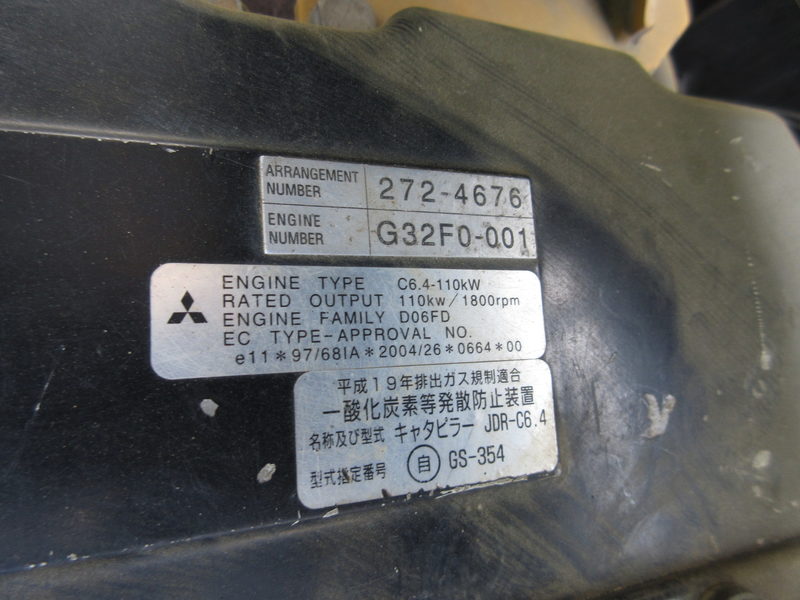 ARRANGEMENT NUMBER 272-4676
ENGINE NUMBER G32F0-001
ENGINE TYPE C6.4-110kW
RATED OUTPUT 110kw/1800rpm
ENGINE FAMILY D06FD
EC TYPE-APPROVAL NO.
e11*97/68IA*2004/26*0664*00
平成19年排出ガス規制適合
一酸化炭素等発散防止装置
名称及び型式 キャタピラー JDR-C6.4
型式指定番号 自 GS-354